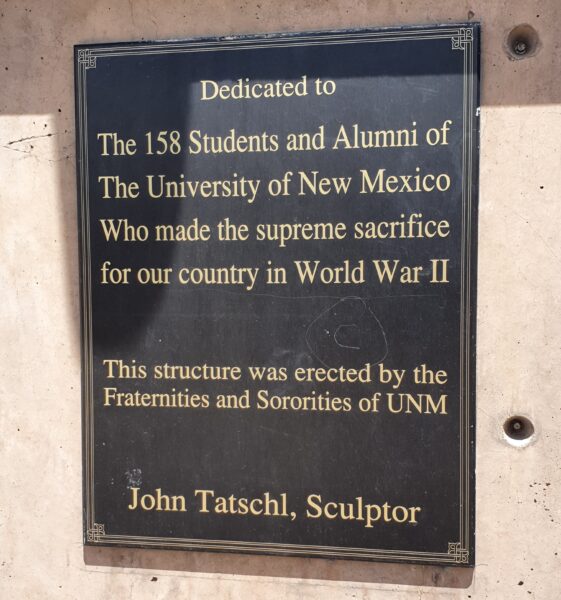 Dedicated to
The 158 Students and Alumni of
The University of New Mexico
Who made the supreme sacrifice
for our country in World War II
This structure was erected by the
Fraternities and Sororities of UNM
John Tatschl, Sculptor